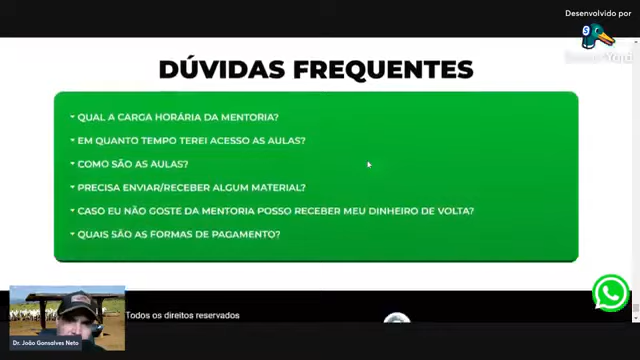 Desenvolvido por
DÚVIDAS FREQUENTES
QUAL A CARGA HORÁRIA DA MENTORIA?
EM QUANTO TEMPO TEREI ACESSO AS AULAS?
COMO SÃO AS AULAS?
PRECISA ENVIAR/RECEBER ALGUM MATERIAL?
CASO EU NÃO GOSTE DA MENTORIA POSSO RECEBER MEU DINHEIRO DE VOLTA?
QUAIS SÃO AS FORMAS DE PAGAMENTO?
Todos os direitos reservados
Dr. João Gonsalves Neto